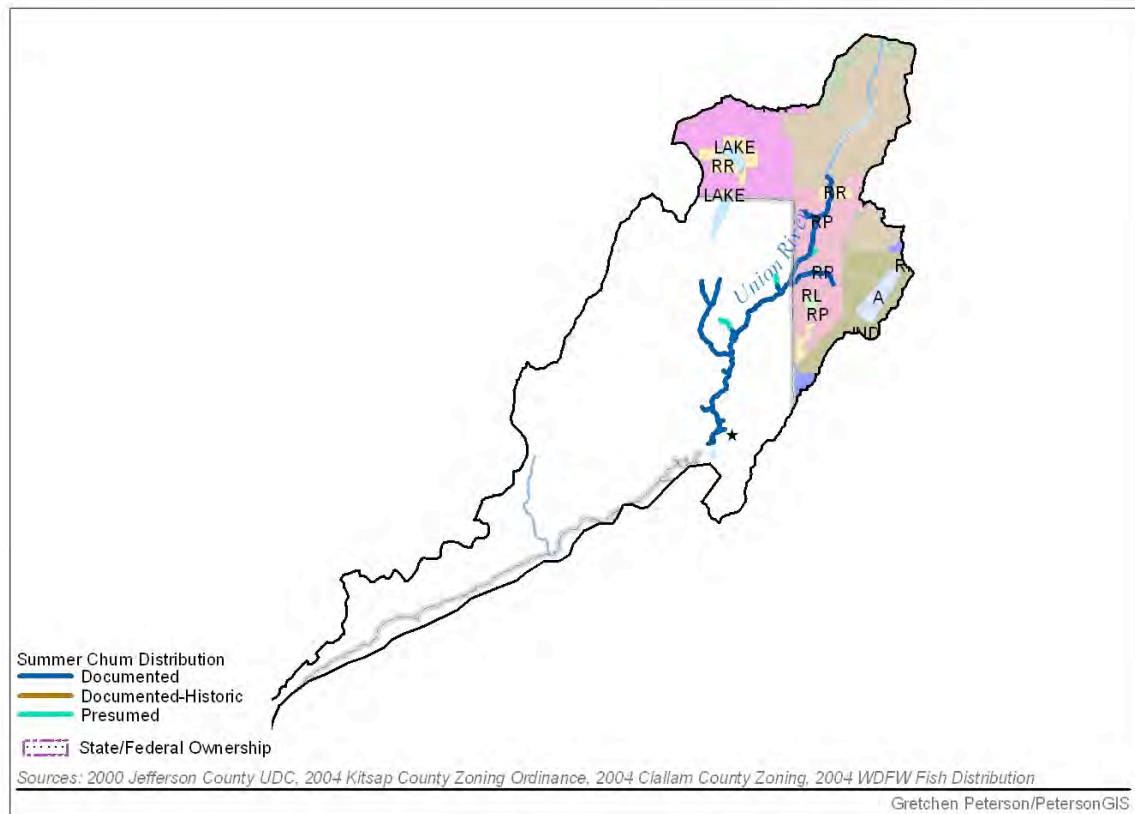 LAKE
RR
LAKE
RR
RP
Union River
RP
RL
RP
A
IND
Summer Chum Distribution
Documented
Documented-Historic
Presumed
State/Federal Ownership
Sources: 2000 Jefferson County UDC, 2004 Kitsap County Zoning Ordinance, 2004 Clallam County Zoning, 2004 WDFW Fish Distribution
Gretchen Peterson/PetersonGIS